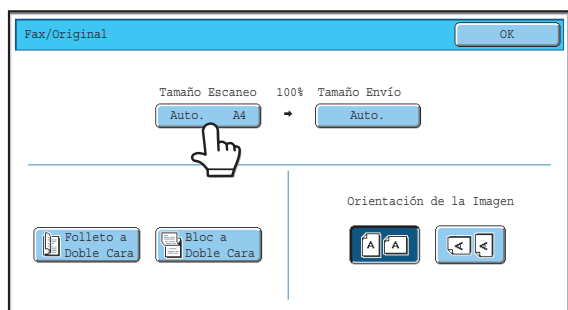 Fax/Original
OK
Tamaño Escaneo 100% Tamaño Envío
Auto. A4 → Auto.
Orientación de la Imagen
Folleto a
Doble Cara
Bloc a
Doble Cara
A A A A